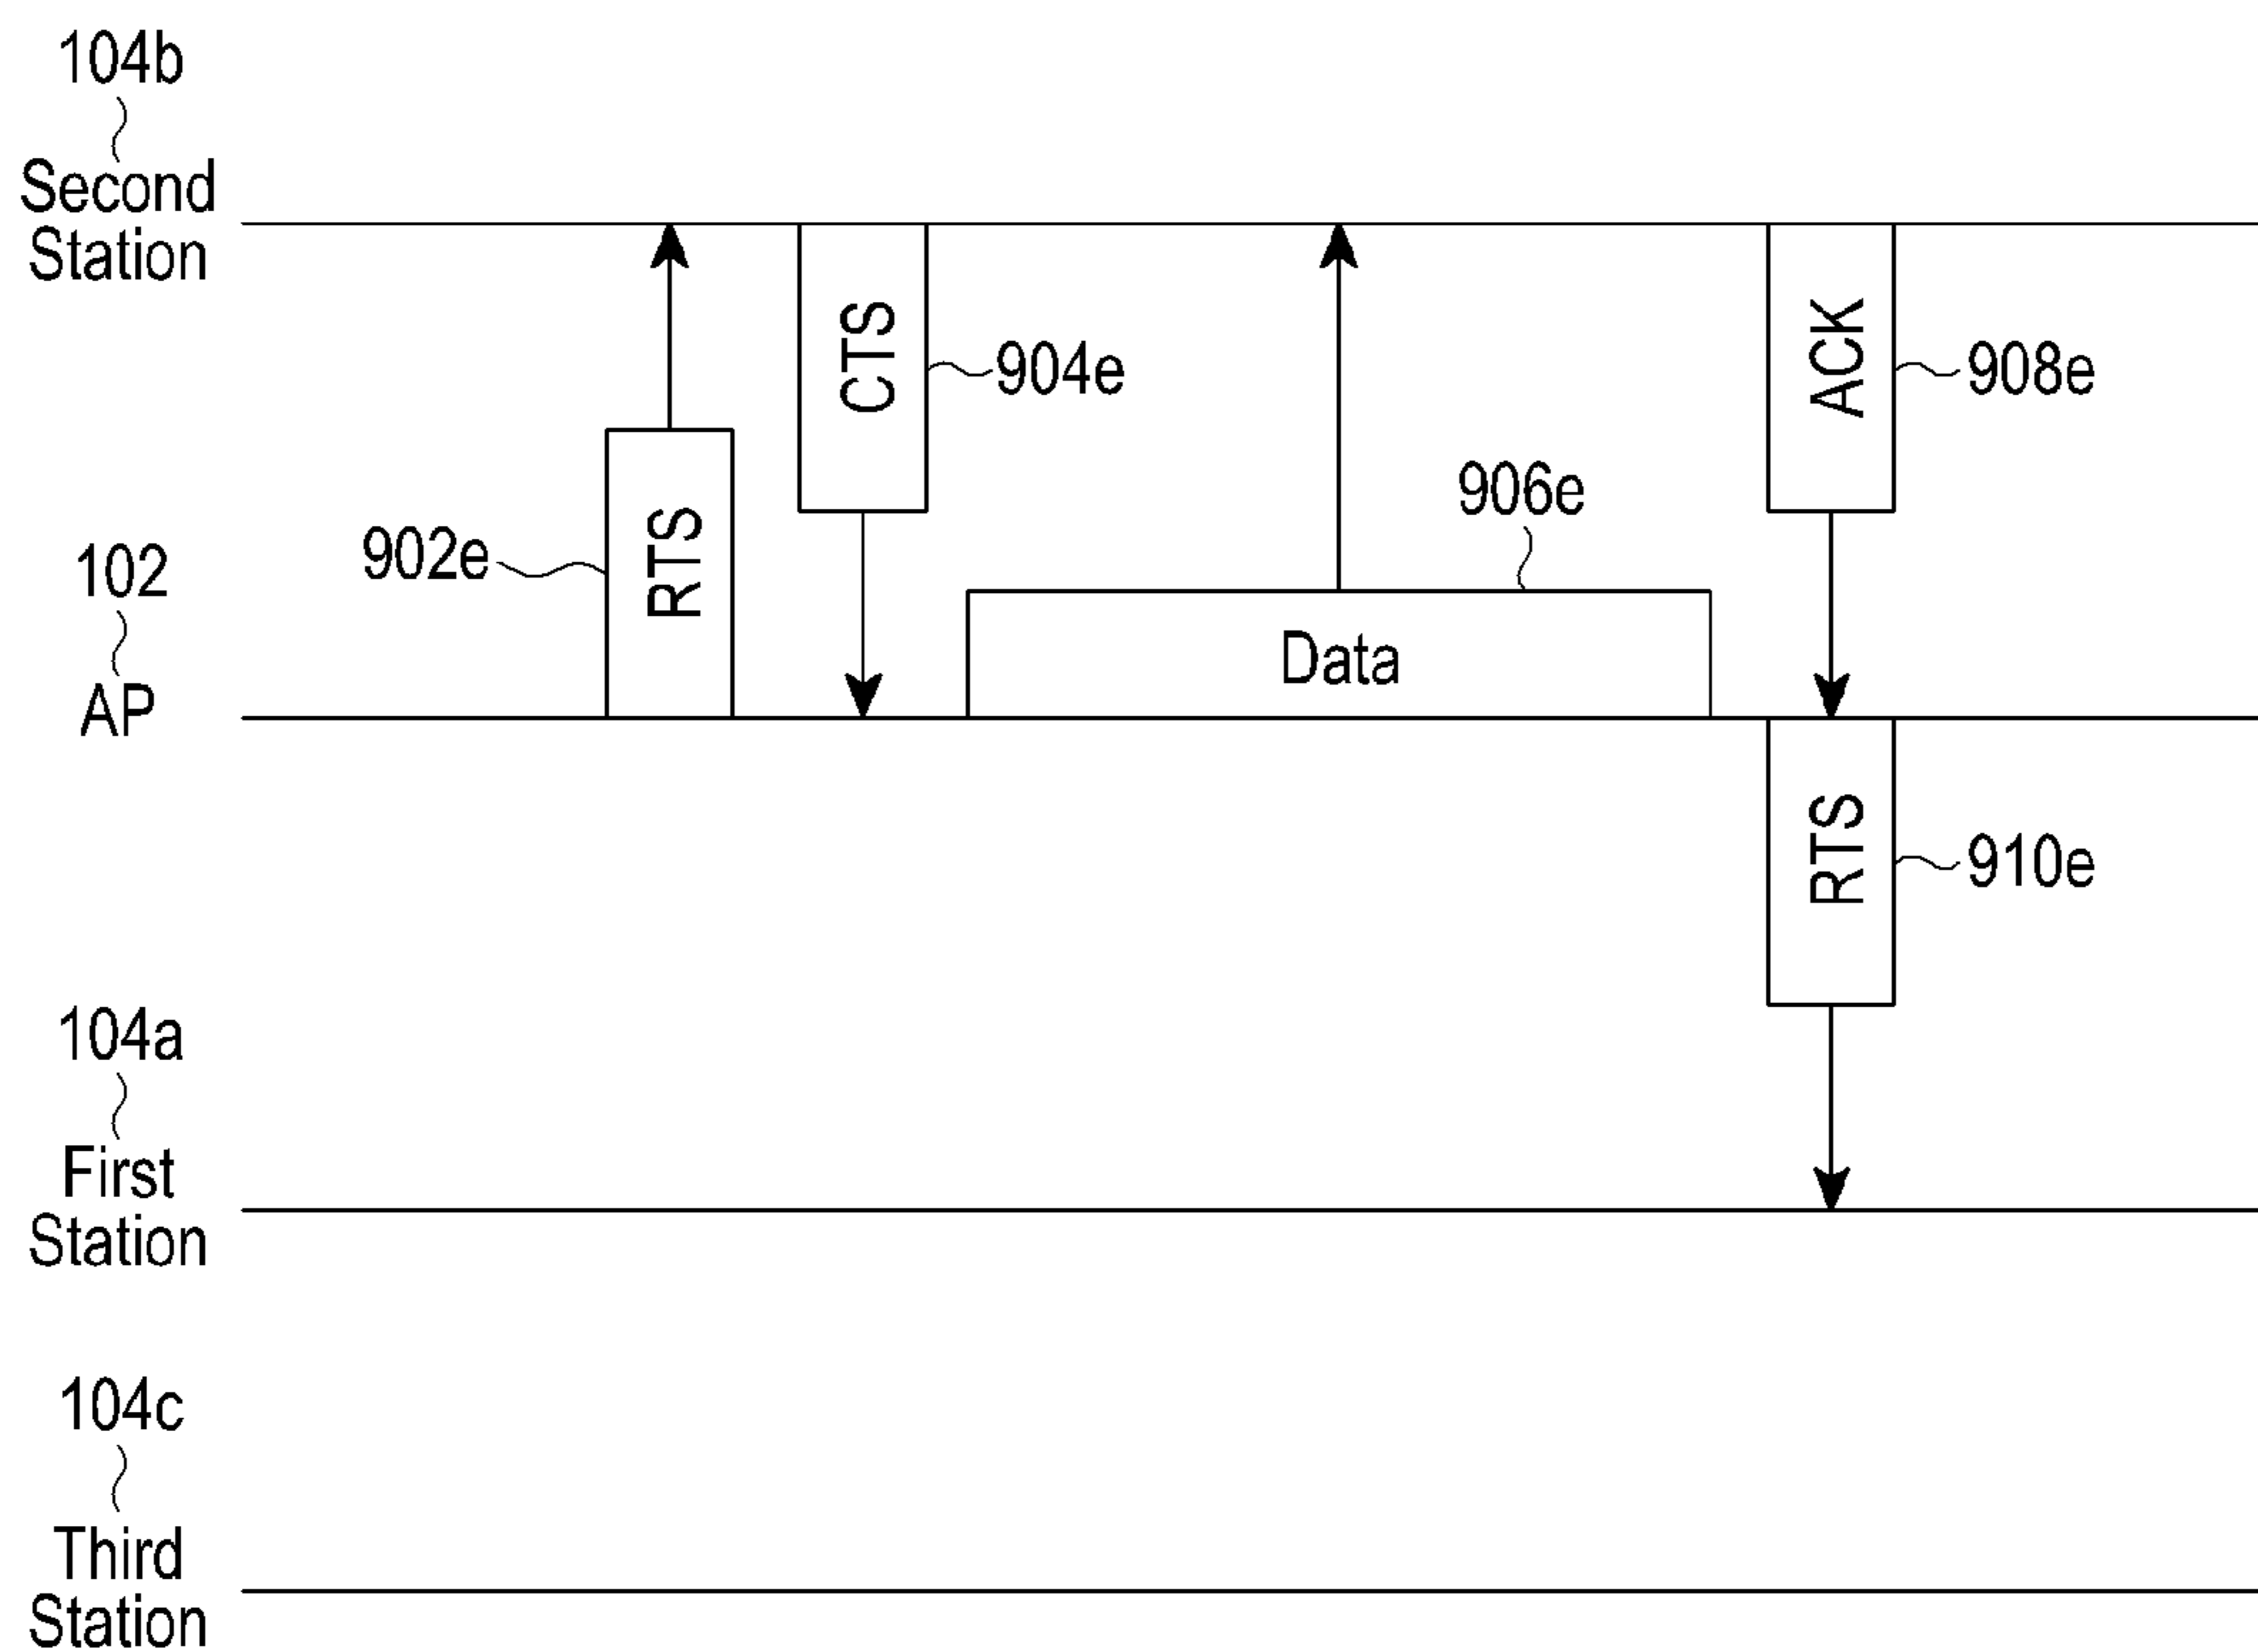 104b
Second
Station
CTS
904e
ACK
908e
906e
902e
RTS
102
AP
Data
RTS
910e
104a
First
Station
104c
Third
Station